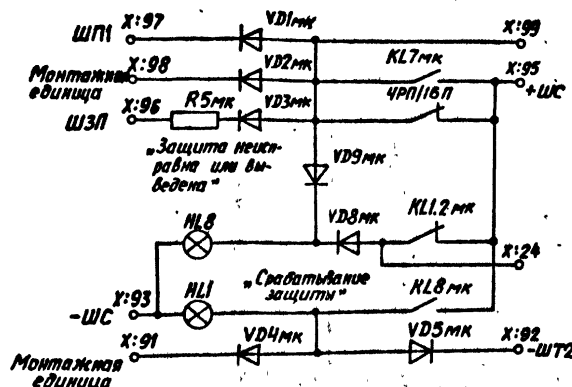 X:97
ШП1
VD1мк
X:99
Монтажная
единица
X:98
VD2мк
KL7мк
X:95
+ШС
ШЗП
X:96
R5мк
VD3мк
4РП/16П
„Защита неис-
правна или вы-
ведена"
VD9мк
HL8
VD8мк
KL1.2мк
X:24
„Срабатывание
защиты"
X:93
-ШС
HL1
KL8мк
X:91
Монтажная
единица
VD4мк
VD5мк
X:92
-ШТ2